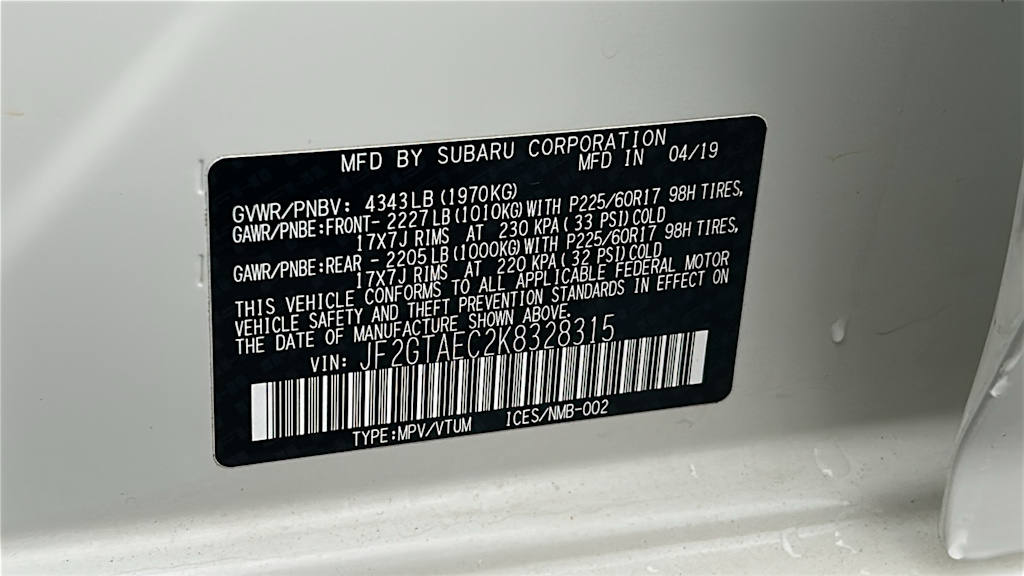 MFD BY SUBARU CORPORATION
MFD IN 04/19
GVWR/PNBV: 4343LB(1970KG)
GAWR/PNBE:FRONT- 2227LB(1010KG)WITH P225/60R17 98H TIRES,
17X7J RIMS AT 230 KPA(33 PSI)COLD
GAWR/PNBE:REAR - 2205LB(1000KG)WITH P225/60R17 98H TIRES,
17X7J RIMS AT 220 KPA(32 PSI)COLD
THIS VEHICLE CONFORMS TO ALL APPLICABLE FEDERAL MOTOR
VEHICLE SAFETY AND THEFT PREVENTION STANDARDS IN EFFECT ON
THE DATE OF MANUFACTURE SHOWN ABOVE.
VIN: JF2GTAEC2K8328315
TYPE:MPV/VTUM ICES/NMB-002